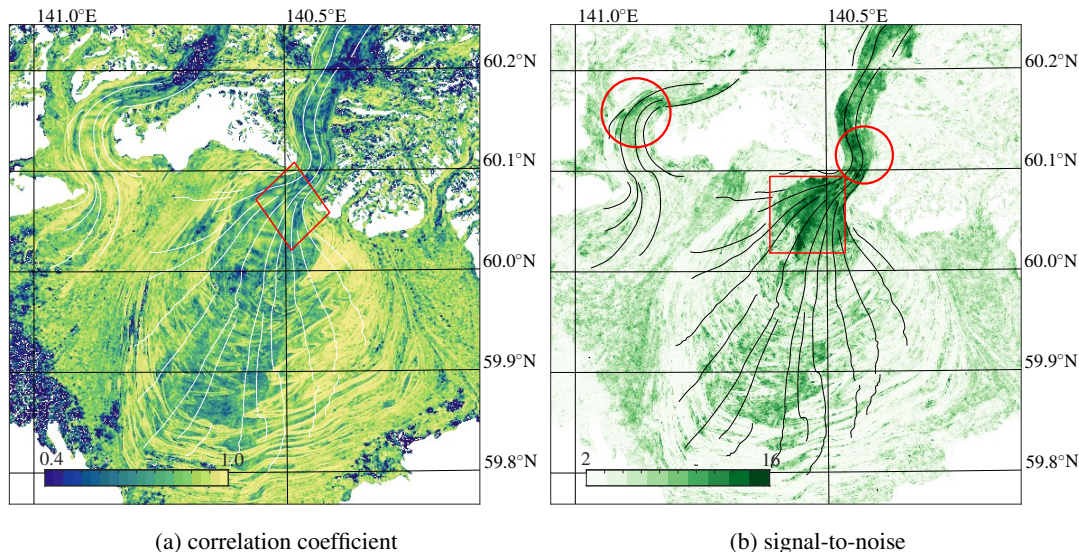 141.0°W 140.5°W 141.0°W 140.5°W
60.2°N 60.2°N
60.1°N 60.1°N
60.0°N 60.0°N
59.9°N 59.9°N
59.8°N 59.8°N
0.4 1.0 2 16
(a) correlation coefficient (b) signal-to-noise